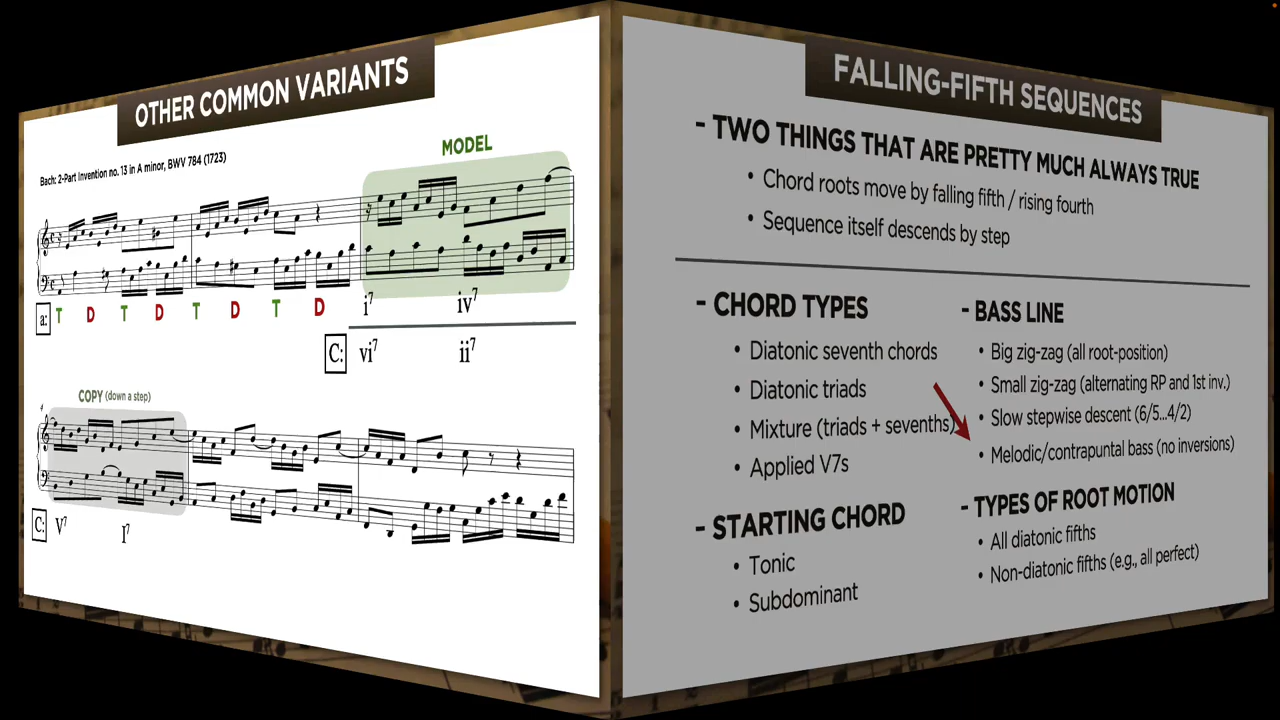 OTHER COMMON VARIANTS
Bach: 2-Part Invention no. 13 in A minor, BWV 784 (1723)
MODEL
a: T D T D T D T D i⁷ iv⁷
C: vi⁷ ii⁷
COPY (down a step)
4
C: V⁷ I⁷
FALLING-FIFTH SEQUENCES
- TWO THINGS THAT ARE PRETTY MUCH ALWAYS TRUE
• Chord roots move by falling fifth / rising fourth
• Sequence itself descends by step
- CHORD TYPES
• Diatonic seventh chords
• Diatonic triads
• Mixture (triads + sevenths)
• Applied V7s
- STARTING CHORD
• Tonic
• Subdominant
- BASS LINE
• Big zig-zag (all root-position)
• Small zig-zag (alternating RP and 1st inv.)
• Slow stepwise descent (6/5...4/2)
• Melodic/contrapuntal bass (no inversions)
- TYPES OF ROOT MOTION
• All diatonic fifths
• Non-diatonic fifths (e.g., all perfect)